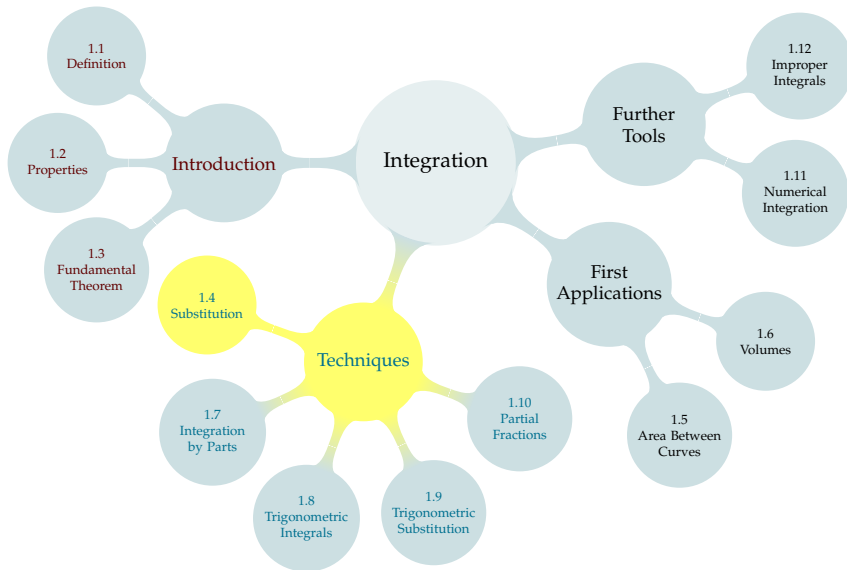 Integration
Introduction
1.1
Definition
1.2
Properties
1.3
Fundamental
Theorem
Techniques
1.4
Substitution
1.7
Integration
by Parts
1.8
Trigonometric
Integrals
1.9
Trigonometric
Substitution
1.10
Partial
Fractions
First
Applications
1.5
Area Between
Curves
1.6
Volumes
Further
Tools
1.11
Numerical
Integration
1.12
Improper
Integrals